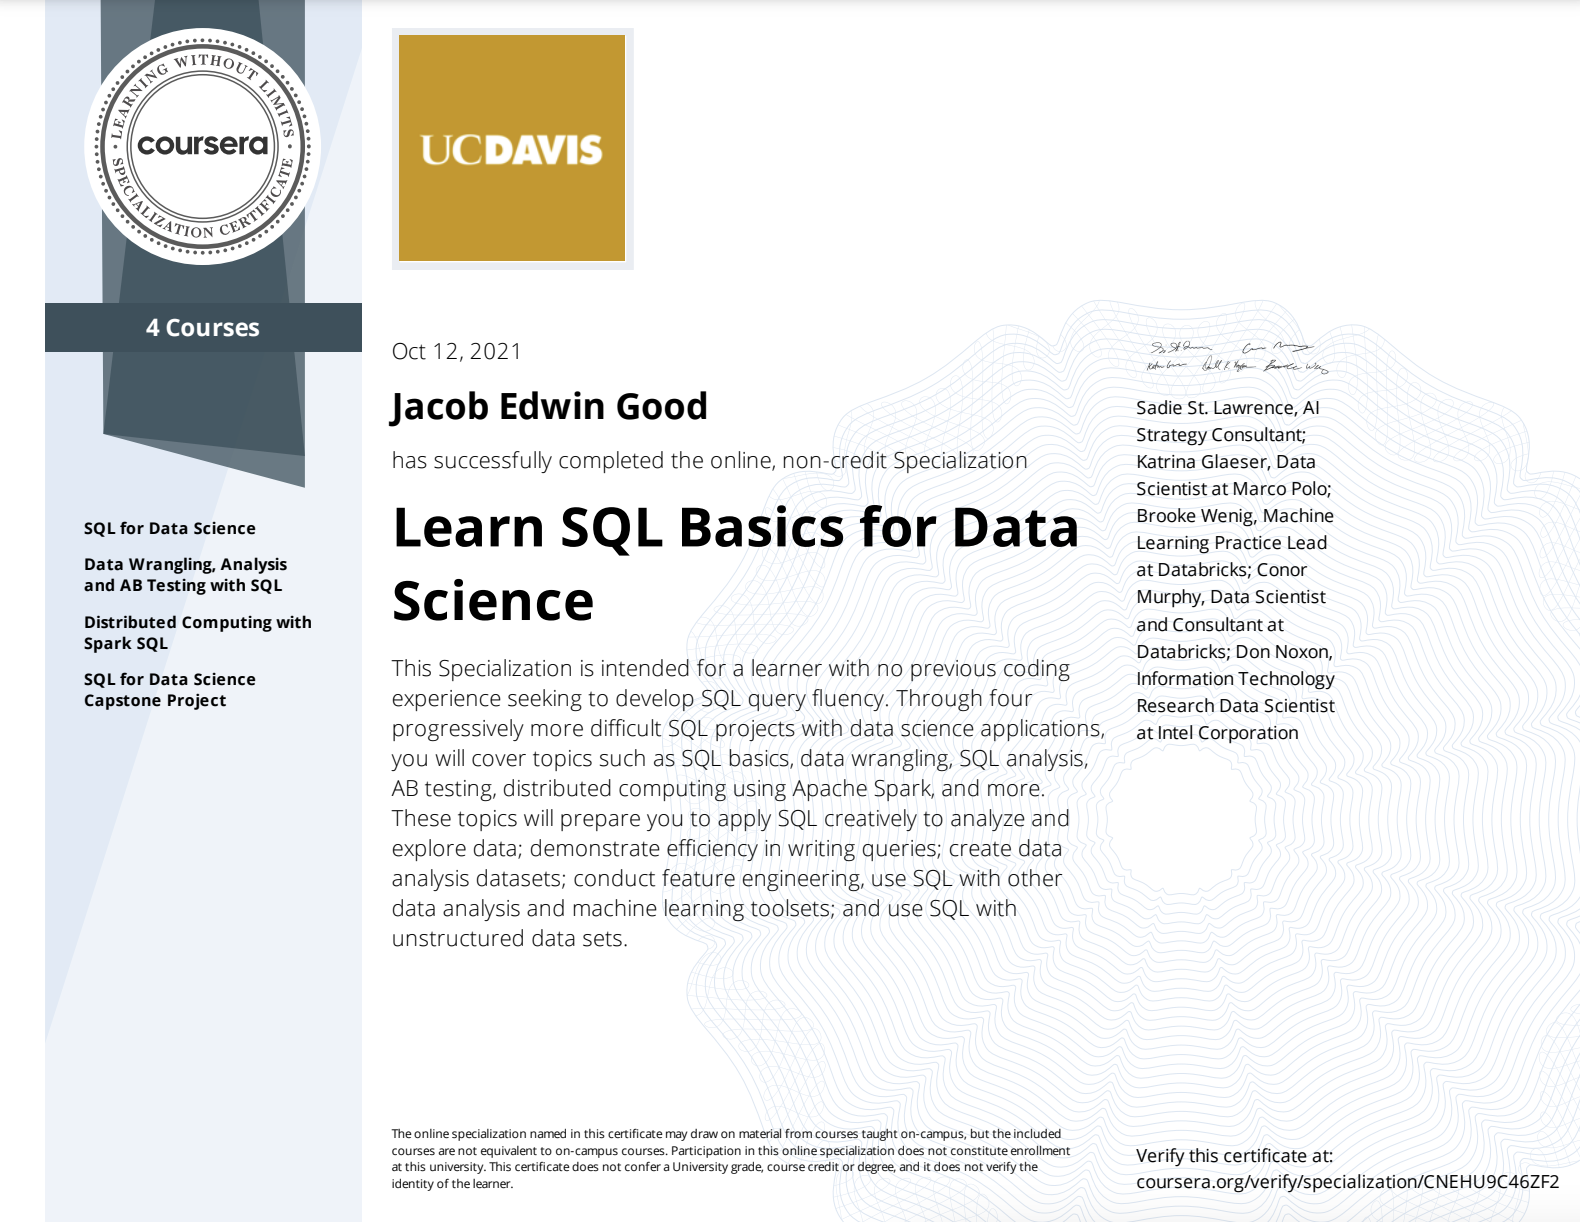 LEARNING WITHOUT LIMITS
coursera
SPECIALIZATION CERTIFICATE
4 Courses
SQL for Data Science
Data Wrangling, Analysis
and AB Testing with SQL
Distributed Computing with
Spark SQL
SQL for Data Science
Capstone Project
UCDAVIS
Oct 12, 2021
Jacob Edwin Good
has successfully completed the online, non-credit Specialization
Learn SQL Basics for Data
Science
This Specialization is intended for a learner with no previous coding
experience seeking to develop SQL query fluency. Through four
progressively more difficult SQL projects with data science applications,
you will cover topics such as SQL basics, data wrangling, SQL analysis,
AB testing, distributed computing using Apache Spark, and more.
These topics will prepare you to apply SQL creatively to analyze and
explore data; demonstrate efficiency in writing queries; create data
analysis datasets; conduct feature engineering, use SQL with other
data analysis and machine learning toolsets; and use SQL with
unstructured data sets.
Sadie St. Lawrence, AI
Strategy Consultant;
Katrina Glaeser, Data
Scientist at Marco Polo;
Brooke Wenig, Machine
Learning Practice Lead
at Databricks; Conor
Murphy, Data Scientist
and Consultant at
Databricks; Don Noxon,
Information Technology
Research Data Scientist
at Intel Corporation
The online specialization named in this certificate may draw on material from courses taught on-campus, but the included
courses are not equivalent to on-campus courses. Participation in this online specialization does not constitute enrollment
at this university. This certificate does not confer a University grade, course credit or degree, and it does not verify the
identity of the learner.
Verify this certificate at:
coursera.org/verify/specialization/CNEHU9C46ZF2